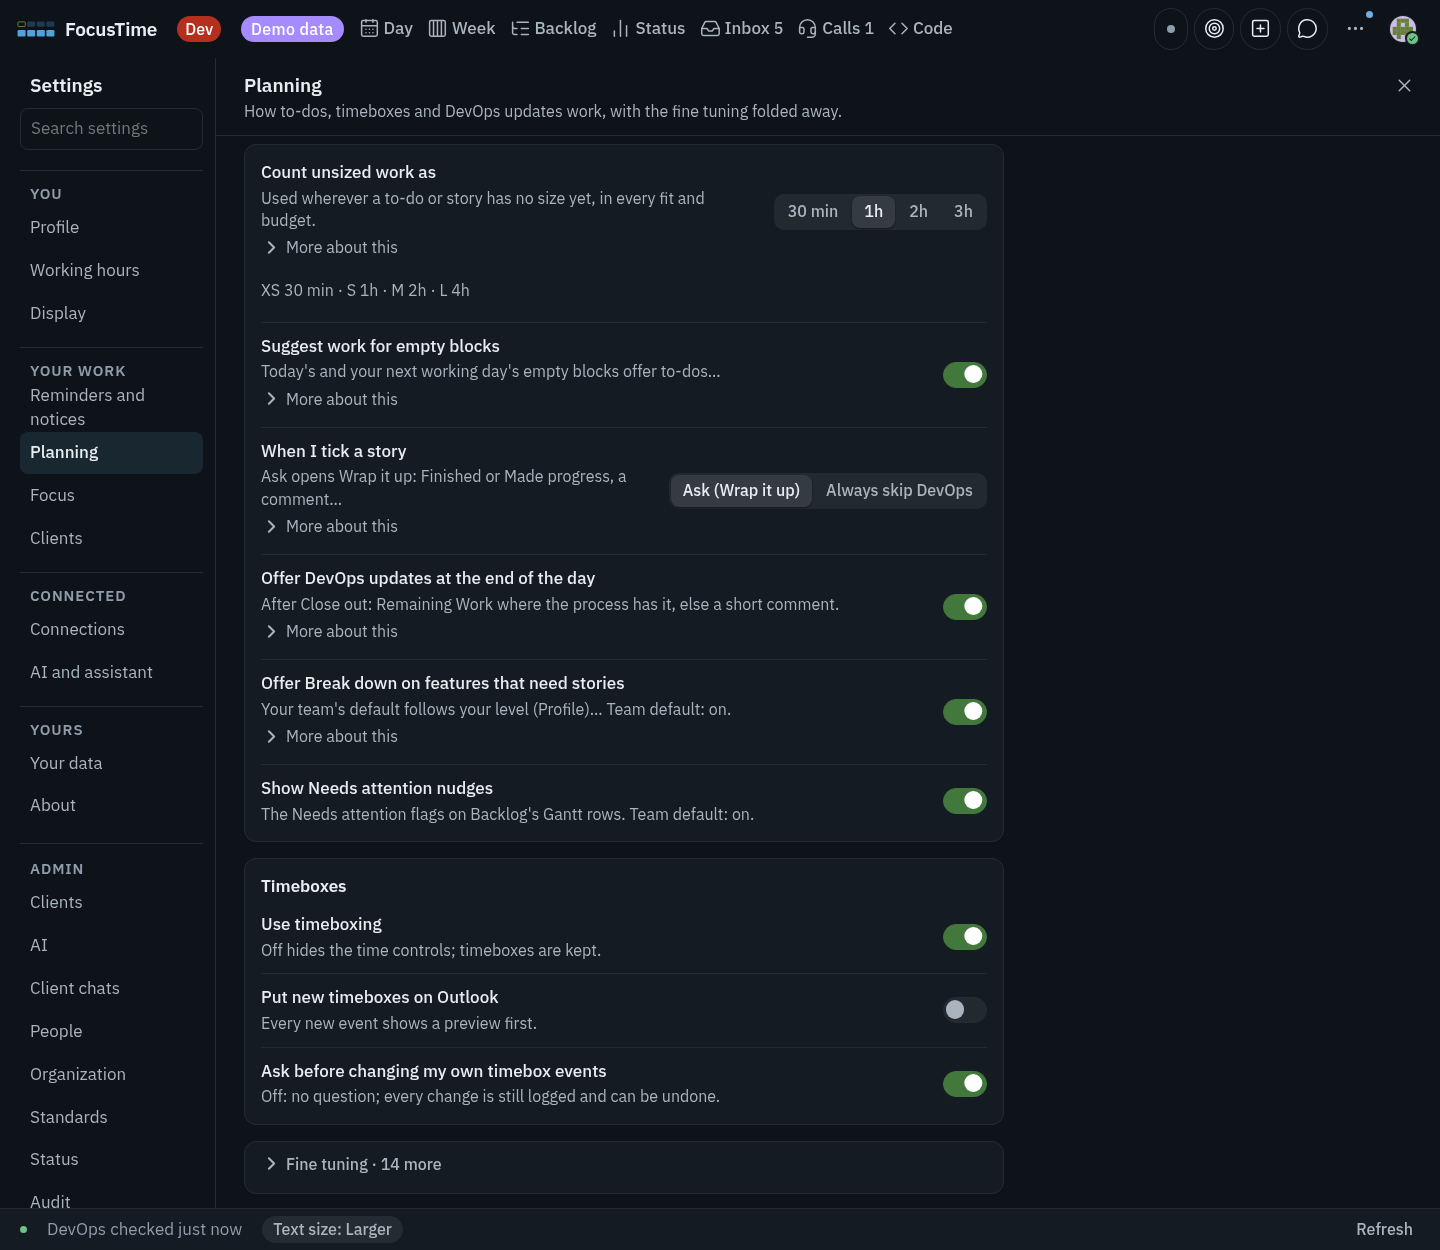 FocusTime
Dev
Demo data
Day
Week
Backlog
Status
Inbox 5
Calls 1
Code
Settings
Search settings
YOU
Profile
Working hours
Display
YOUR WORK
Reminders and
notices
Planning
Focus
Clients
CONNECTED
Connections
AI and assistant
YOURS
Your data
About
ADMIN
Clients
AI
Client chats
People
Organization
Standards
Status
Audit
Planning
How to-dos, timeboxes and DevOps updates work, with the fine tuning folded away.
Count unsized work as
Used wherever a to-do or story has no size yet, in every fit and
budget.
More about this
30 min 1h 2h 3h
XS 30 min · S 1h · M 2h · L 4h
Suggest work for empty blocks
Today's and your next working day's empty blocks offer to-dos...
More about this
When I tick a story
Ask opens Wrap it up: Finished or Made progress, a
comment...
More about this
Ask (Wrap it up) Always skip DevOps
Offer DevOps updates at the end of the day
After Close out: Remaining Work where the process has it, else a short comment.
More about this
Offer Break down on features that need stories
Your team's default follows your level (Profile)... Team default: on.
More about this
Show Needs attention nudges
The Needs attention flags on Backlog's Gantt rows. Team default: on.
Timeboxes
Use timeboxing
Off hides the time controls; timeboxes are kept.
Put new timeboxes on Outlook
Every new event shows a preview first.
Ask before changing my own timebox events
Off: no question; every change is still logged and can be undone.
Fine tuning · 14 more
DevOps checked just now
Text size: Larger
Refresh